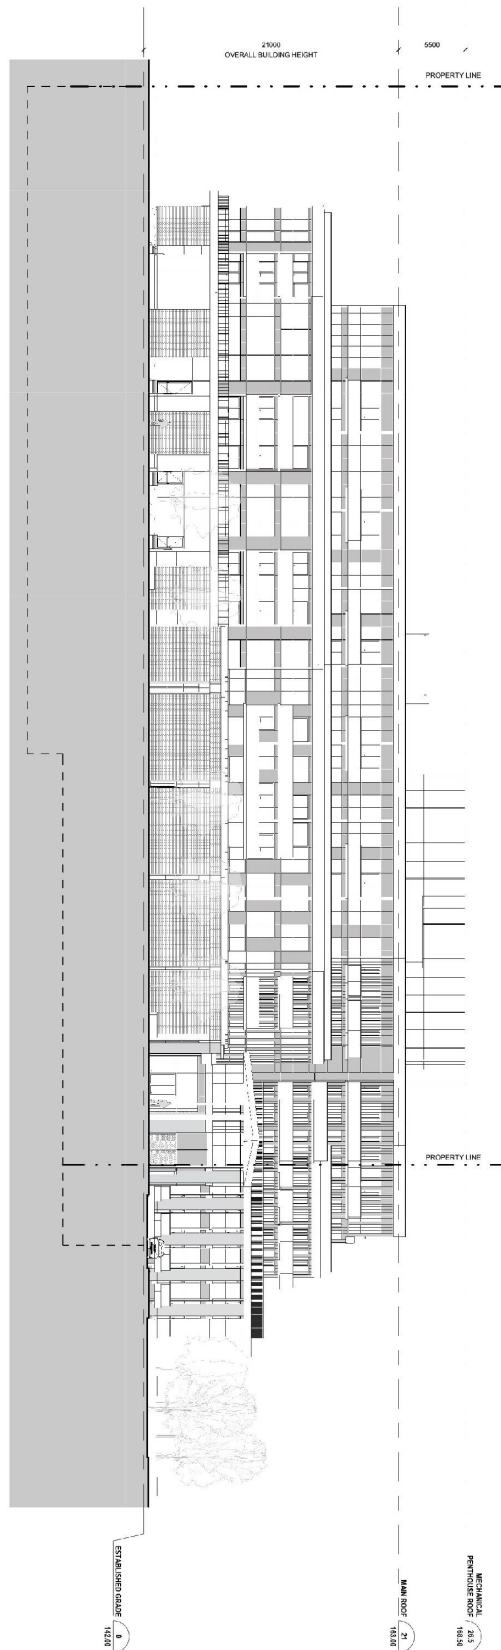 21000
OVERALL BUILDING HEIGHT
5500
PROPERTY LINE
PROPERTY LINE
MECHANICAL
PENTHOUSE ROOF
26.5
168.50
MAIN ROOF
21
163.00
ESTABLISHED GRADE
0
142.00